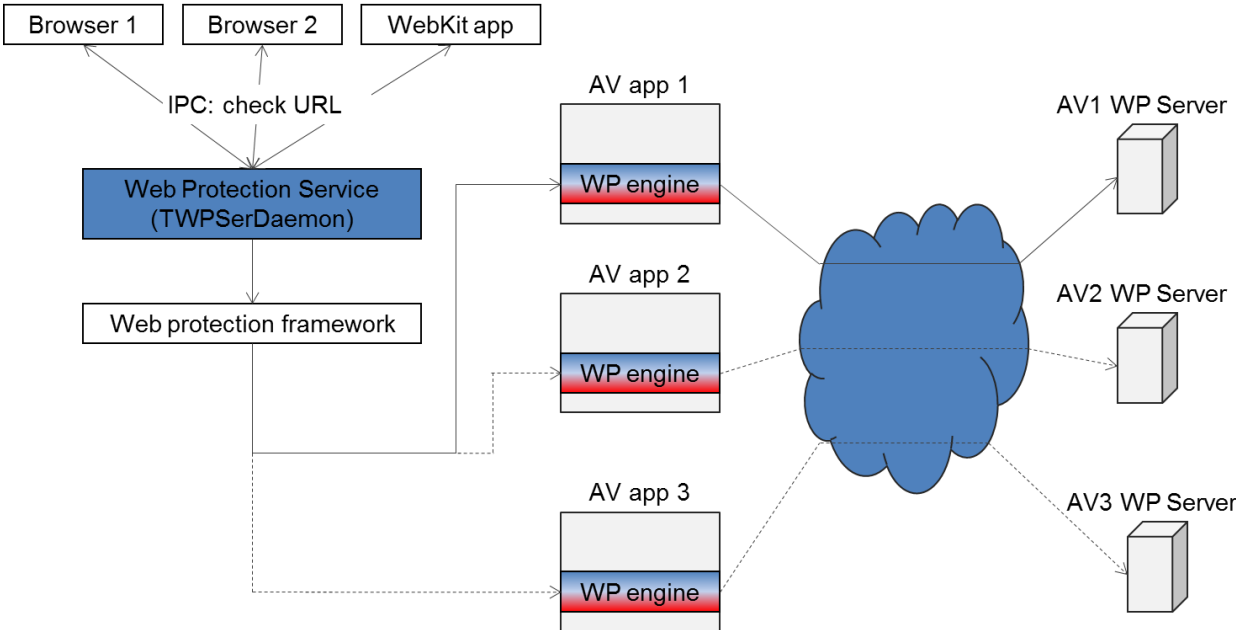 Browser 1
Browser 2
WebKit app
IPC: check URL
Web Protection Service
(TWPSerDaemon)
Web protection framework
AV app 1
WP engine
AV app 2
WP engine
AV app 3
WP engine
AV1 WP Server
AV2 WP Server
AV3 WP Server